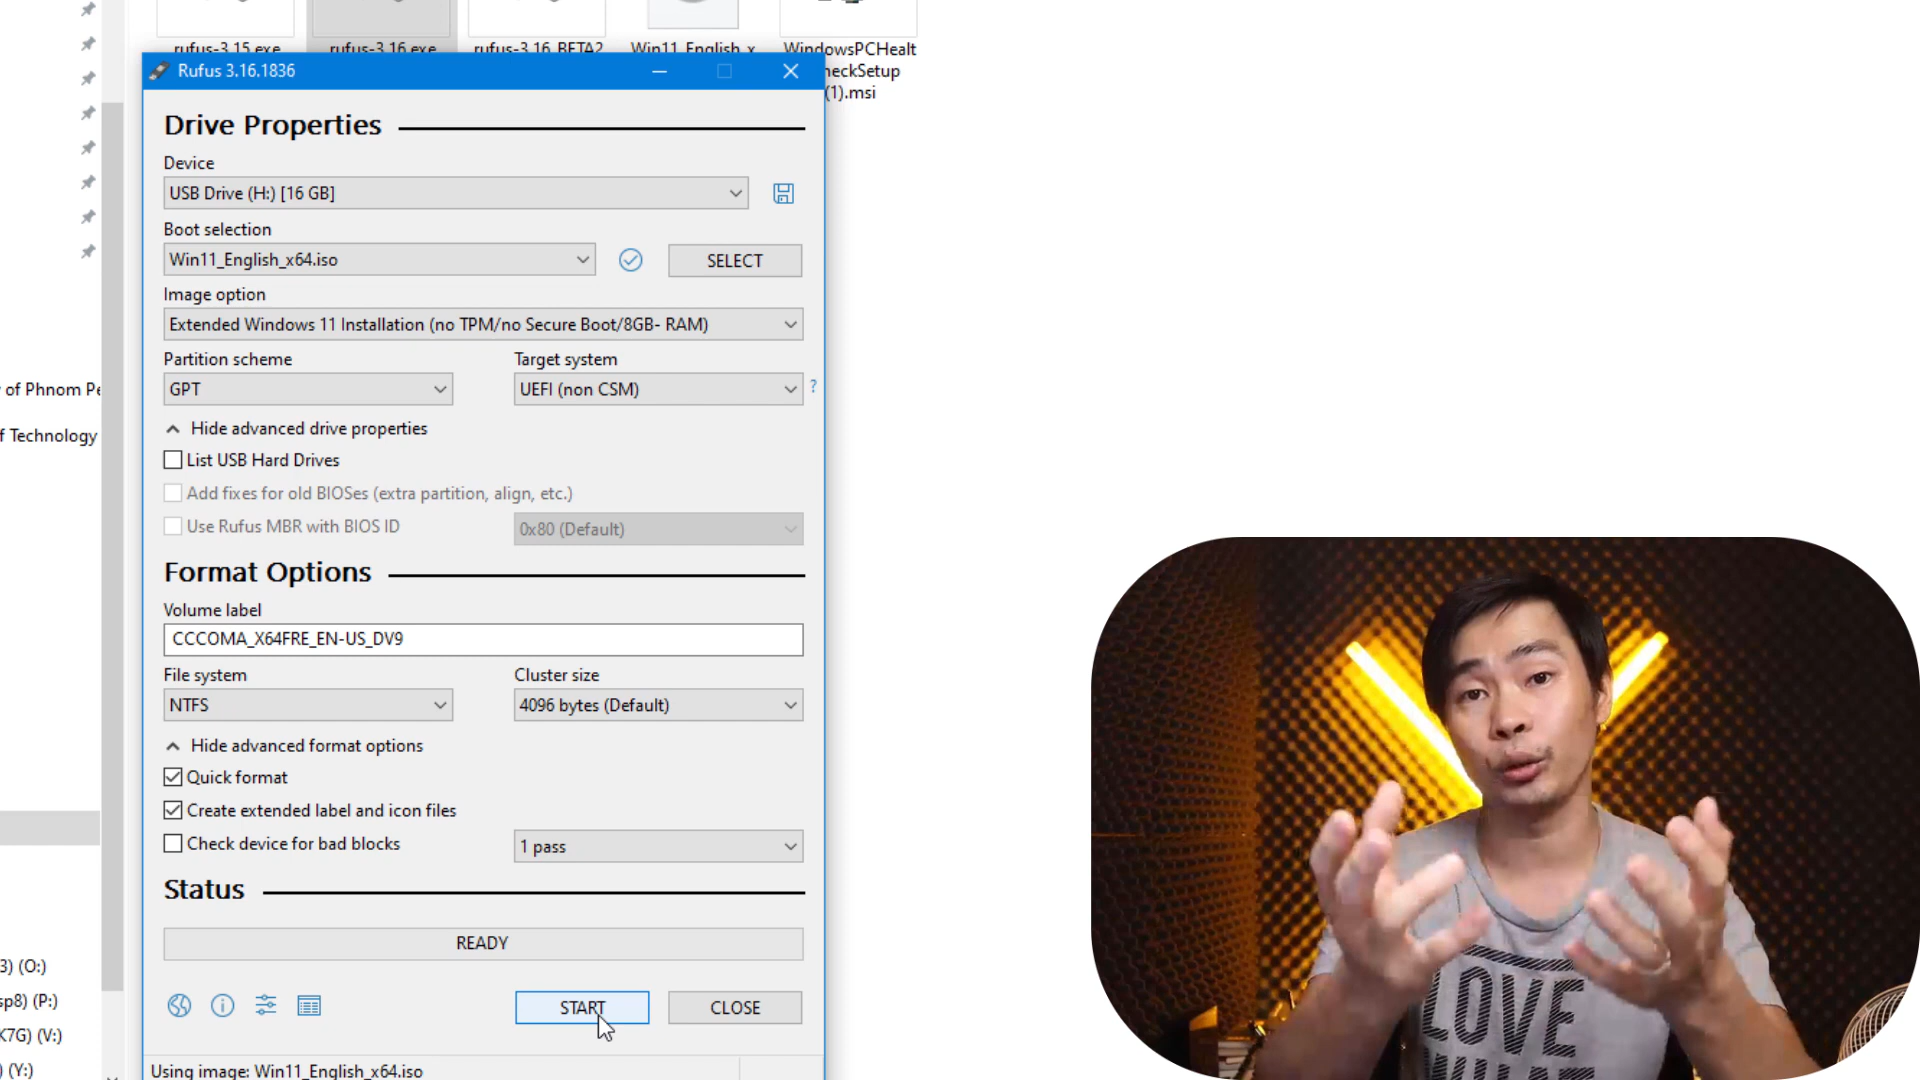 rufus-3.15.exe
rufus-3.16.exe
rufus-3.16_BETA2
Win11_English_x
WindowsPCHealt
heckSetup
(1).msi
Rufus 3.16.1836
Drive Properties
Device
USB Drive (H:) [16 GB]
Boot selection
Win11_English_x64.iso
SELECT
Image option
Extended Windows 11 Installation (no TPM/no Secure Boot/8GB- RAM)
Partition scheme
Target system
GPT
UEFI (non CSM)
?
of Phnom Pe
f Technology
Hide advanced drive properties
List USB Hard Drives
Add fixes for old BIOSes (extra partition, align, etc.)
Use Rufus MBR with BIOS ID
0x80 (Default)
Format Options
Volume label
CCCOMA_X64FRE_EN-US_DV9
File system
Cluster size
NTFS
4096 bytes (Default)
Hide advanced format options
Quick format
Create extended label and icon files
Check device for bad blocks
1 pass
Status
READY
3) (O:)
sp8) (P:)
K7G) (V:)
(Y:)
START
CLOSE
Using image: Win11_English_x64.iso
LOVE